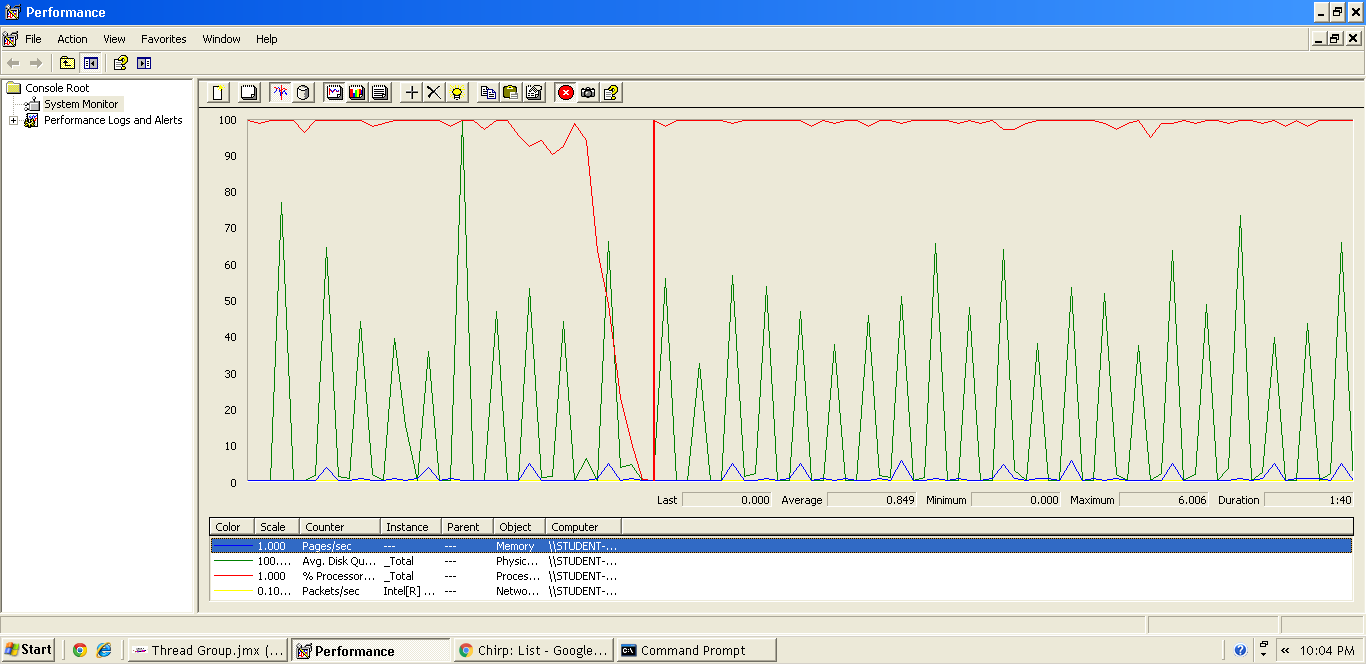 Performance
File Action View Favorites Window Help
Console Root
System Monitor
Performance Logs and Alerts
100
90
80
70
60
50
40
30
20
10
0
Last 0.000 Average 0.849 Minimum 0.000 Maximum 6.006 Duration 1:40
Color Scale Counter Instance Parent Object Computer
1.000 Pages/sec --- --- Memory \\STUDENT-...
100.... Avg. Disk Qu... _Total --- Physic... \\STUDENT-...
1.000 % Processor... _Total --- Proces... \\STUDENT-...
0.10... Packets/sec Intel[R] ... --- Netwo... \\STUDENT-...
Start Thread Group.jmx (... Performance Chirp: List - Google... Command Prompt 10:04 PM